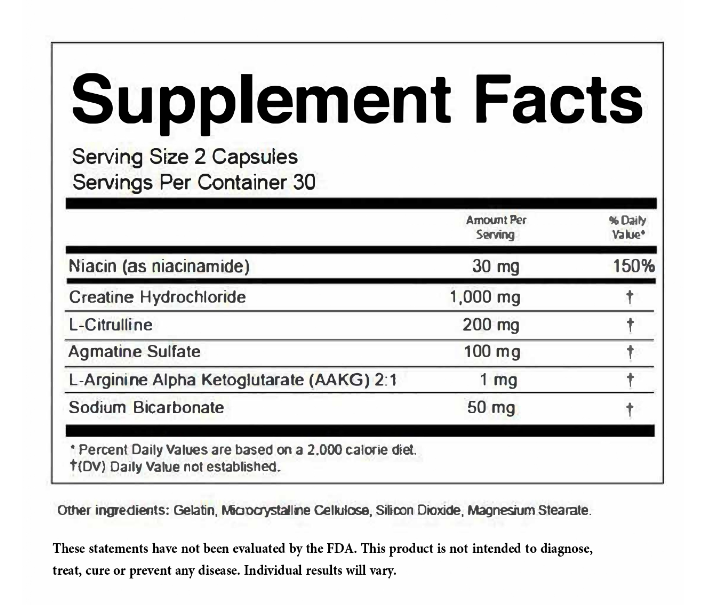 Supplement Facts
Serving Size 2 Capsules
Servings Per Container 30
Amount Per Serving % Daily Value*
Niacin (as niacinamide) 30 mg 150%
Creatine Hydrochloride 1,000 mg †
L-Citrulline 200 mg †
Agmatine Sulfate 100 mg †
L-Arginine Alpha Ketoglutarate (AAKG) 2:1 1 mg †
Sodium Bicarbonate 50 mg †
* Percent Daily Values are based on a 2,000 calorie diet.
†(DV) Daily Value not established.
Other ingredients: Gelatin, Microcrystalline Cellulose, Silicon Dioxide, Magnesium Stearate.
These statements have not been evaluated by the FDA. This product is not intended to diagnose,
treat, cure or prevent any disease. Individual results will vary.